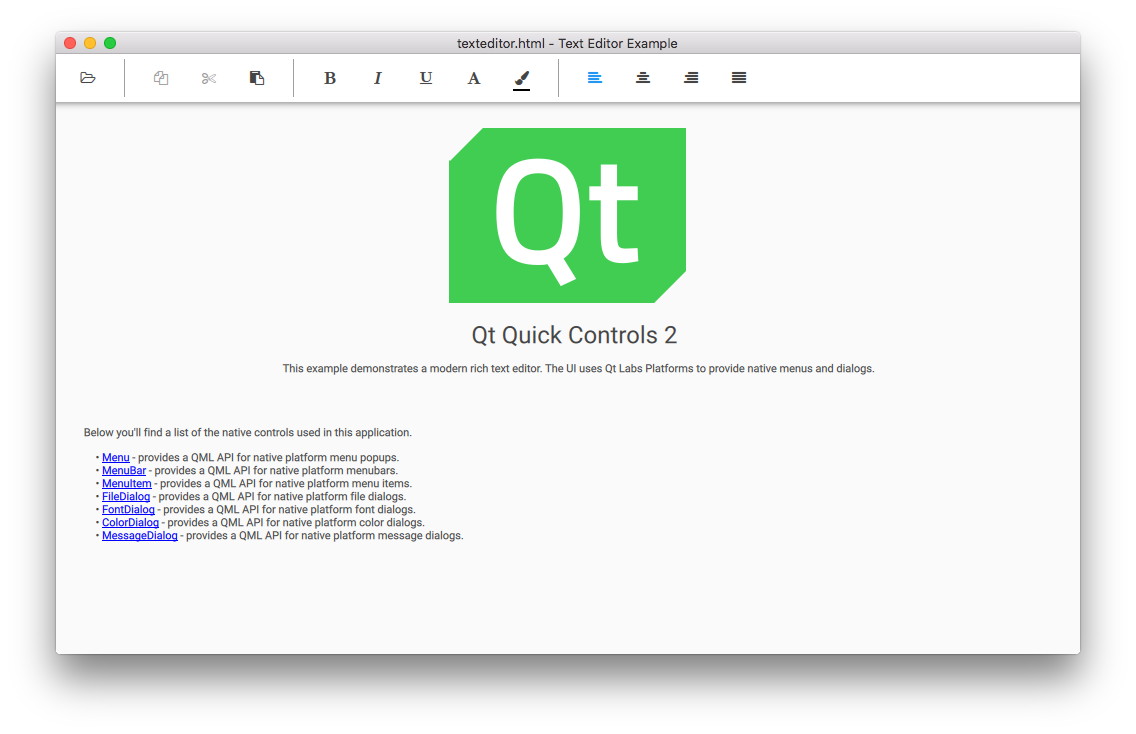 texteditor.html - Text Editor Example
B I U A
Qt
Qt Quick Controls 2
This example demonstrates a modern rich text editor. The UI uses Qt Labs Platforms to provide native menus and dialogs.
Below you'll find a list of the native controls used in this application.
• Menu - provides a QML API for native platform menu popups.
• MenuBar - provides a QML API for native platform menubars.
• MenuItem - provides a QML API for native platform menu items.
• FileDialog - provides a QML API for native platform file dialogs.
• FontDialog - provides a QML API for native platform font dialogs.
• ColorDialog - provides a QML API for native platform color dialogs.
• MessageDialog - provides a QML API for native platform message dialogs.